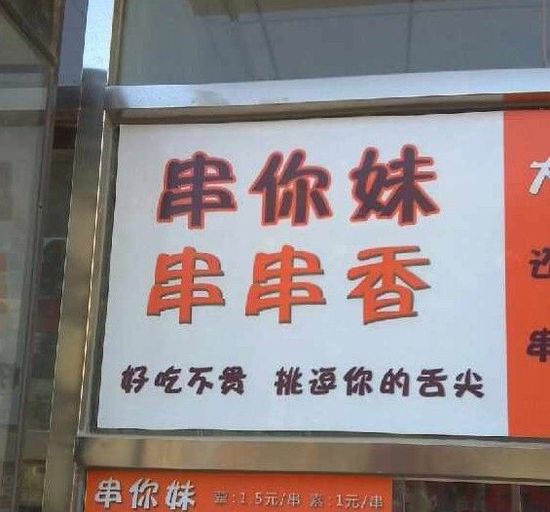 串你妹
串串香
好吃不贵 挑逗你的舌尖
串
串你妹 荤:1.5元/串 素:1元/串